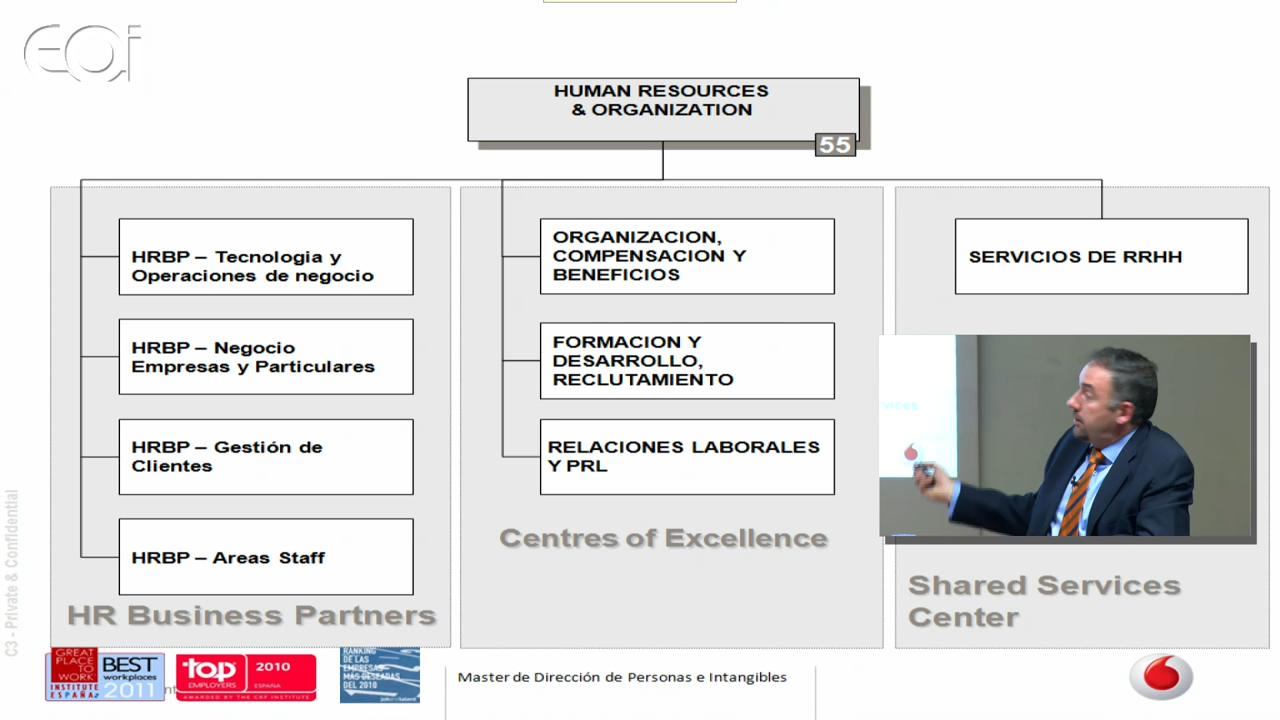 eoi
HUMAN RESOURCES
& ORGANIZATION
55
HRBP – Tecnologia y
Operaciones de negocio
HRBP – Negocio
Empresas y Particulares
HRBP – Gestión de
Clientes
HRBP – Areas Staff
HR Business Partners
ORGANIZACION,
COMPENSACION Y
BENEFICIOS
FORMACION Y
DESARROLLO,
RECLUTAMIENTO
RELACIONES LABORALES
Y PRL
Centres of Excellence
SERVICIOS DE RRHH
Shared Services
Center
C3 - Private & Confidential
GREAT
PLACE
TO
WORK
INSTITUTE
ESPAÑA
BEST
workplaces
2011
top
EMPLOYERS
2010
ESPAÑA
AWARDED BY THE CRF INSTITUTE
RANKING
DE LAS
EMPRESAS
MÁS DESEADAS
DEL 2010
Master de Dirección de Personas e Intangibles